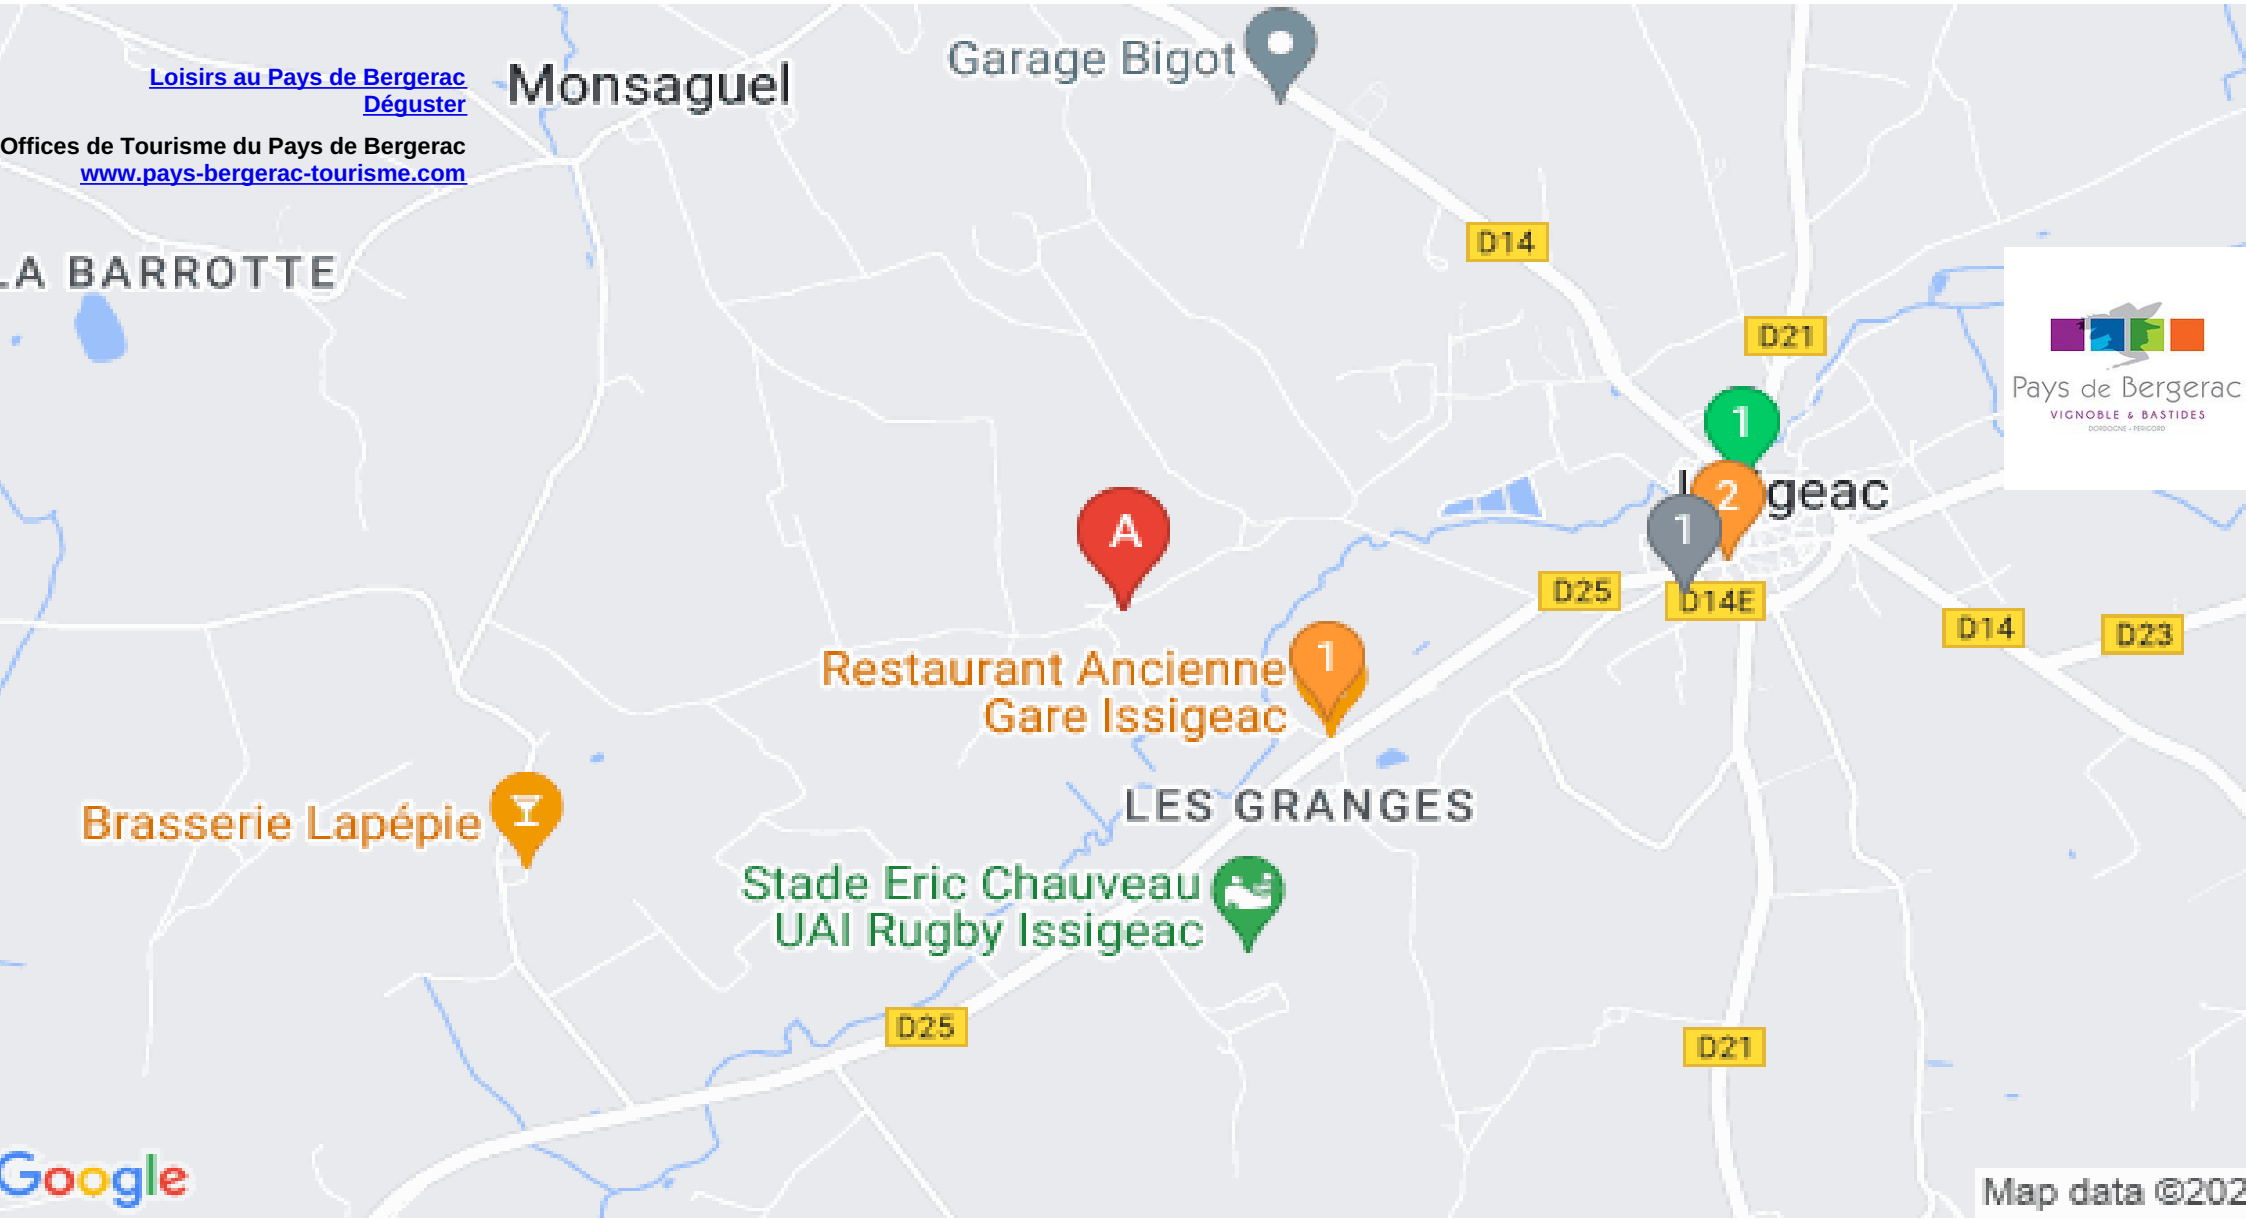 Garage Bigot
Loisirs au Pays de Bergerac
Monsaguel
Déguster
Offices de Tourisme du Pays de Bergerac
www.pays-bergerac-tourisme.com
D14
LA BARROTTE
D21
Pays de Bergerac
VIGNOBLE & BASTIDES
DORDOGNE - PÉRIGORD
1
2
geac
A
1
D25
D14E
D14
D23
Restaurant Ancienne
Gare Issigeac
1
Brasserie Lapépie
LES GRANGES
Stade Eric Chauveau
UAI Rugby Issigeac
D25
D21
Google
Map data ©202